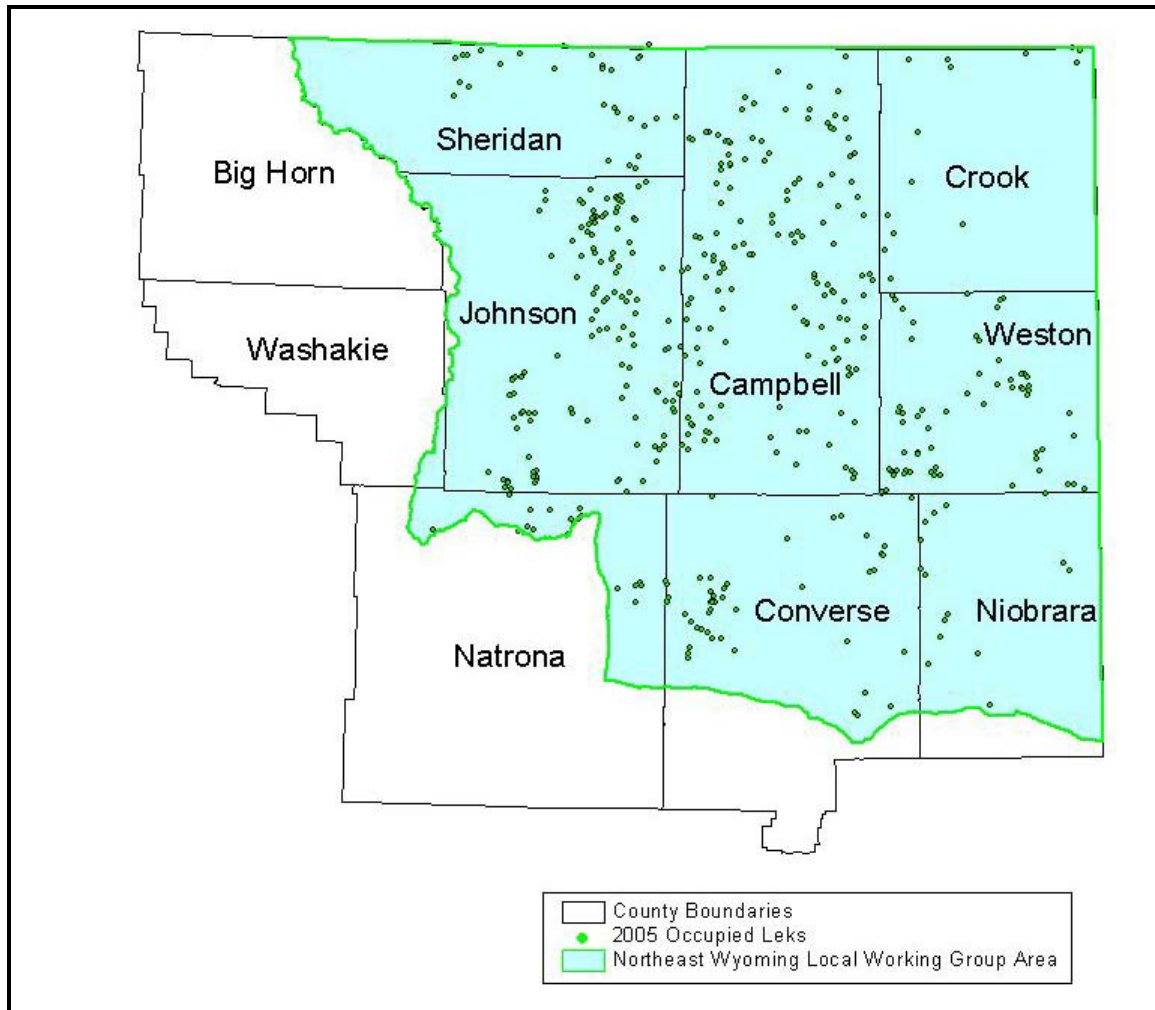 Sheridan
Big Horn
Crook
Johnson
Weston
Washakie
Campbell
Converse
Niobrara
Natrona
County Boundaries
2005 Occupied Leks
Northeast Wyoming Local Working Group Area